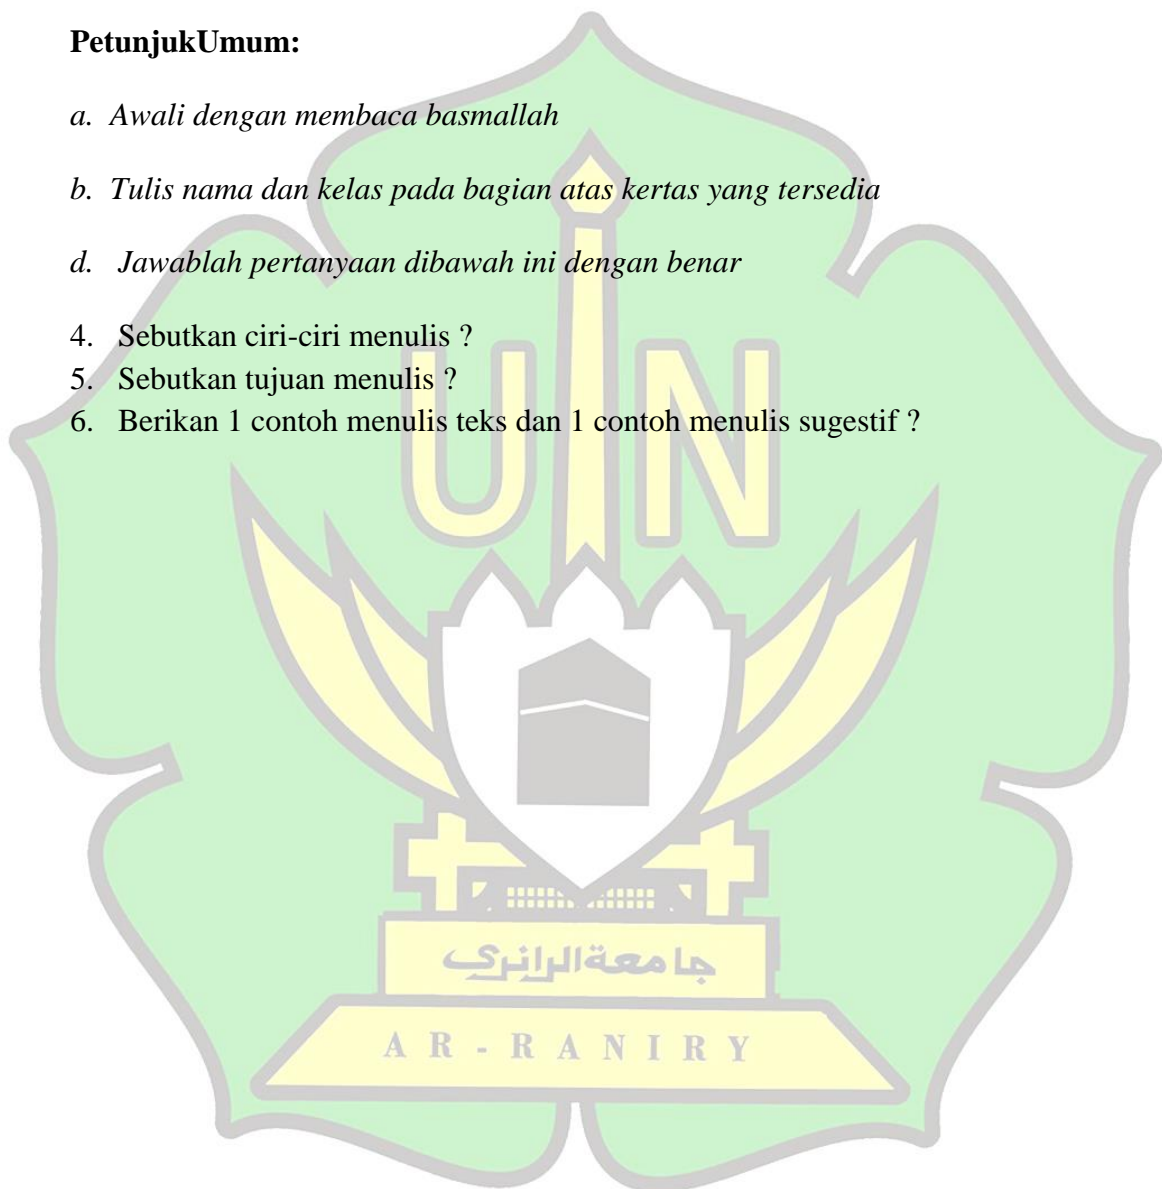 PetunjukUmum:
a. Awali dengan membaca basmallah
b. Tulis nama dan kelas pada bagian atas kertas yang tersedia
d. Jawablah pertanyaan dibawah ini dengan benar
4. Sebutkan ciri-ciri menulis ?
5. Sebutkan tujuan menulis ?
6. Berikan 1 contoh menulis teks dan 1 contoh menulis sugestif ?
UIN
جامعة الرانري
AR-RANIRY